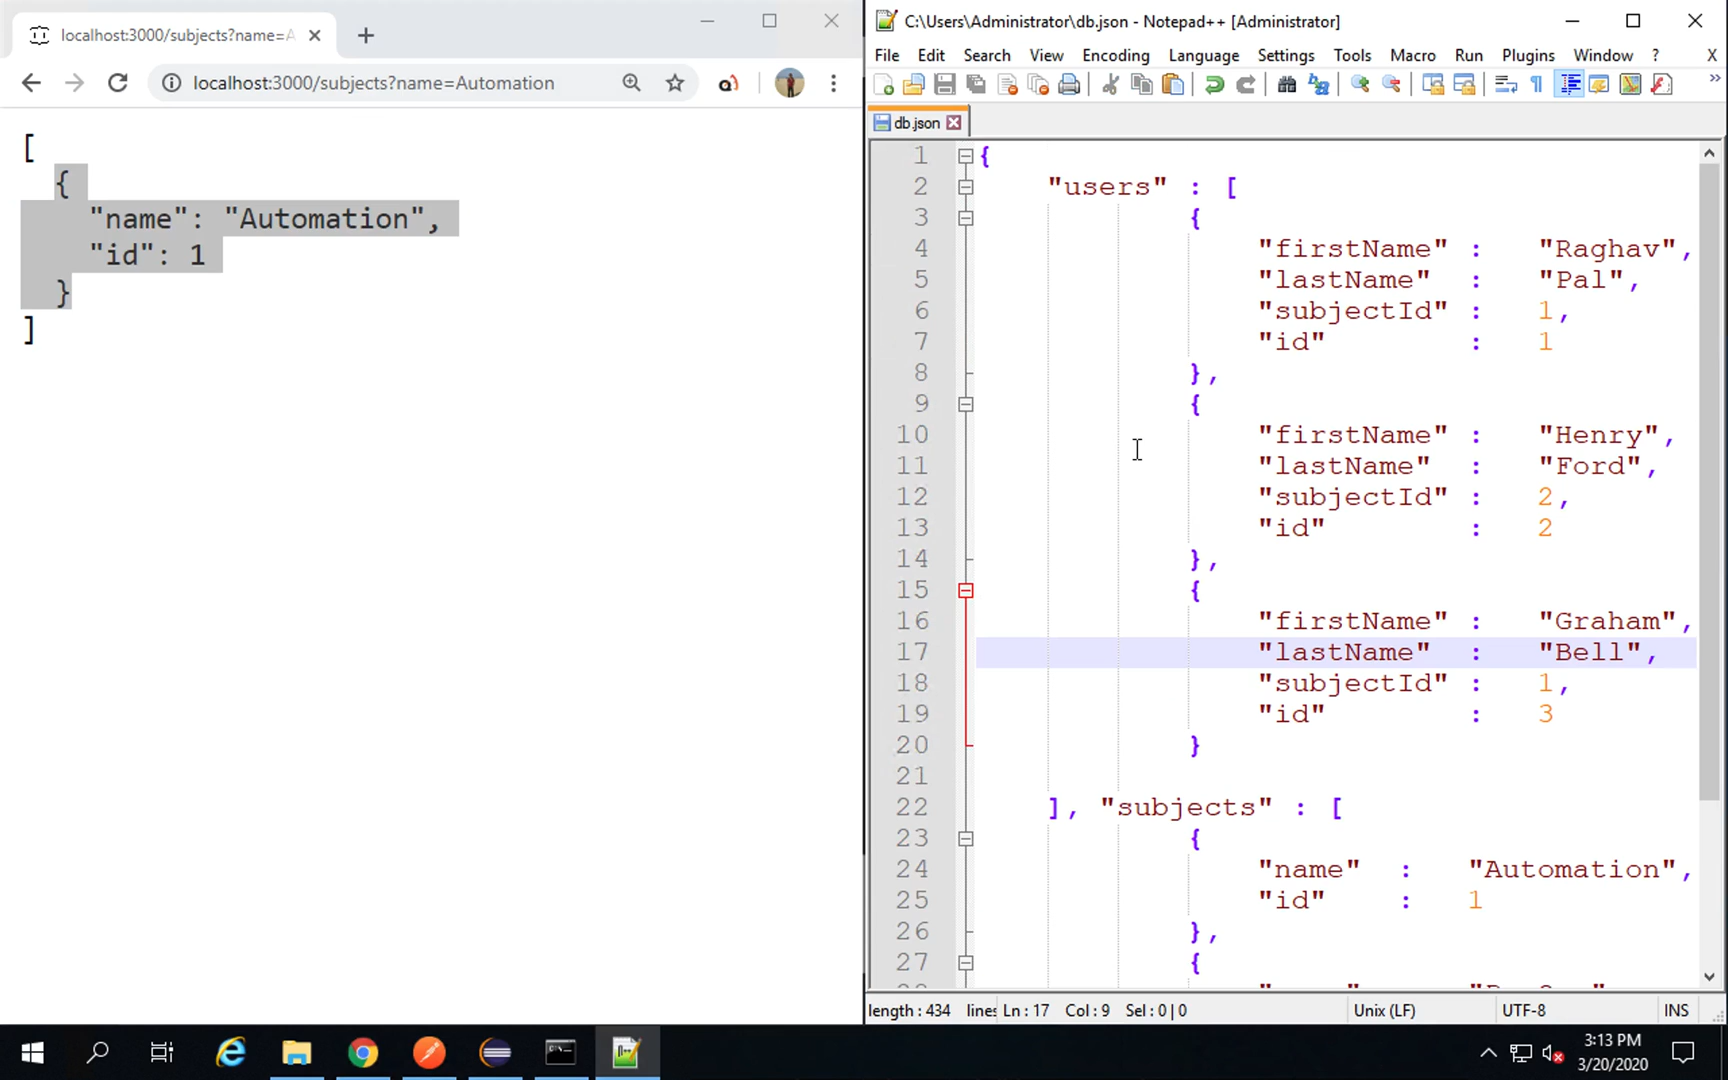 localhost:3000/subjects?name=A
localhost:3000/subjects?name=Automation
[
{
"name": "Automation",
"id": 1
}
]
C:\Users\Administrator\db.json - Notepad++ [Administrator]
File Edit Search View Encoding Language Settings Tools Macro Run Plugins Window ? X
db.json
1 {
2 "users" : [
3 {
4 "firstName" : "Raghav",
5 "lastName" : "Pal",
6 "subjectId" : 1,
7 "id" : 1
8 },
9 {
10 "firstName" : "Henry",
11 "lastName" : "Ford",
12 "subjectId" : 2,
13 "id" : 2
14 },
15 {
16 "firstName" : "Graham",
17 "lastName" : "Bell",
18 "subjectId" : 1,
19 "id" : 3
20 }
21
22 ], "subjects" : [
23 {
24 "name" : "Automation",
25 "id" : 1
26 },
27 {
length : 434 lines Ln : 17 Col : 9 Sel : 0 | 0 Unix (LF) UTF-8 INS
3:13 PM
3/20/2020